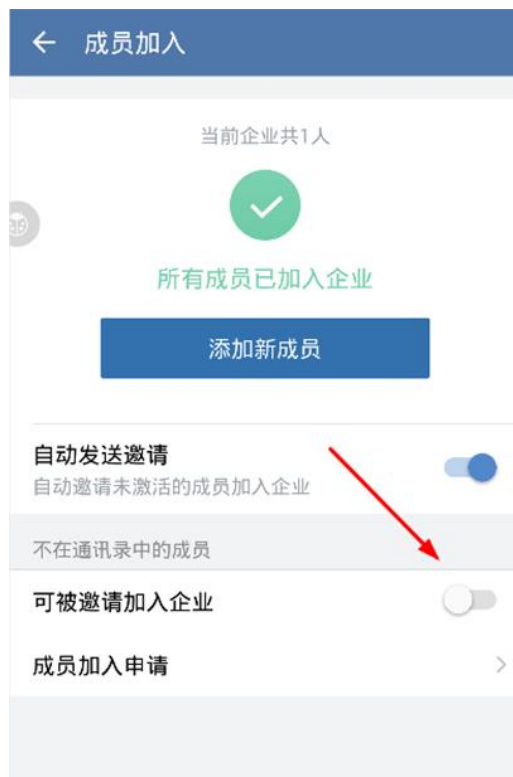 成员加入
当前企业共1人
所有成员已加入企业
添加新成员
自动发送邀请
自动邀请未激活的成员加入企业
不在通讯录中的成员
可被邀请加入企业
成员加入申请